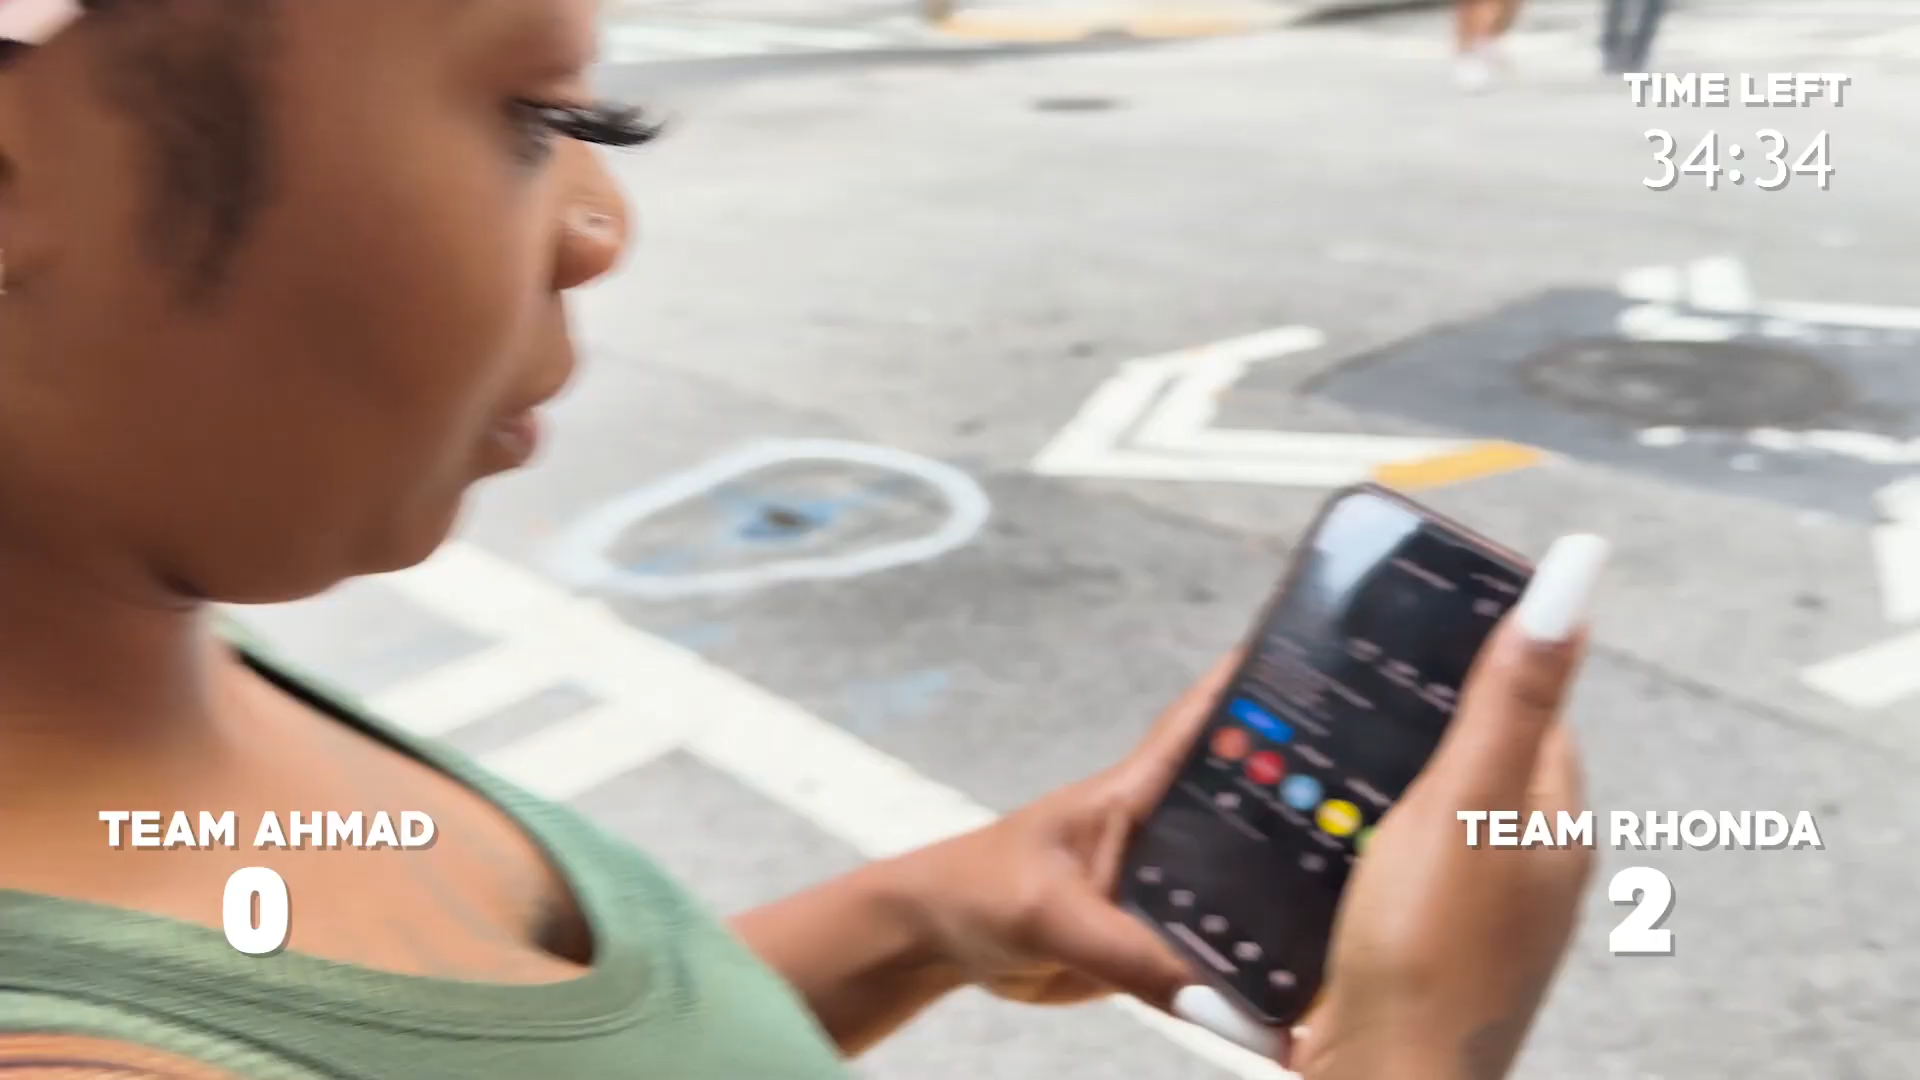 TIME LEFT
34:34
TEAM AHMAD
0
TEAM RHONDA
2